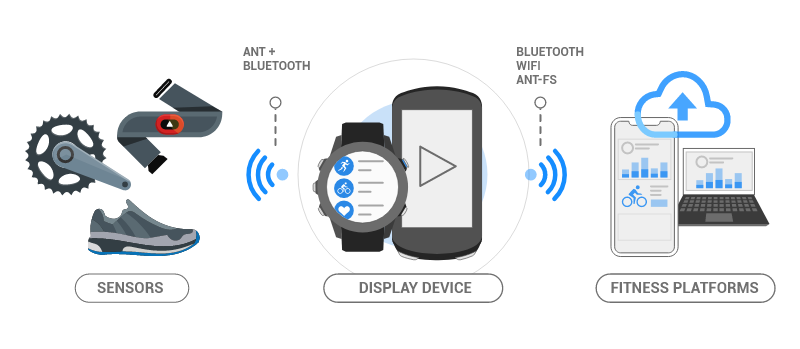 ANT +
BLUETOOTH
BLUETOOTH
WIFI
ANT-FS
SENSORS
DISPLAY DEVICE
FITNESS PLATFORMS